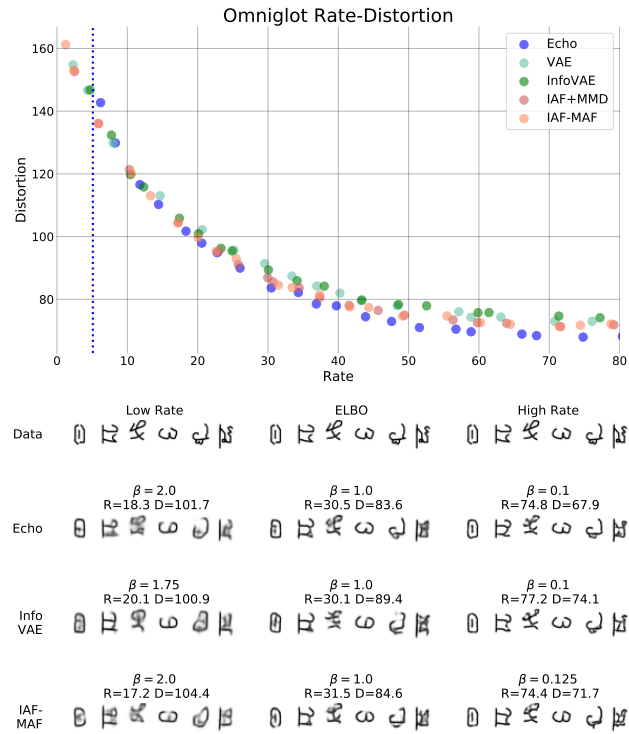 Omniglot Rate-Distortion
160
140
120
100
80
Distortion
0 10 20 30 40 50 60 70 80
Rate
Echo
VAE
InfoVAE
IAF+MMD
IAF-MAF
Low Rate ELBO High Rate
Data
β = 2.0 β = 1.0 β = 0.1
R=18.3 D=101.7 R=30.5 D=83.6 R=74.8 D=67.9
Echo
β = 1.75 β = 1.0 β = 0.1
R=20.1 D=100.9 R=30.1 D=89.4 R=77.2 D=74.1
Info
VAE
β = 2.0 β = 1.0 β = 0.125
R=17.2 D=104.4 R=31.5 D=84.6 R=74.4 D=71.7
IAF-
MAF